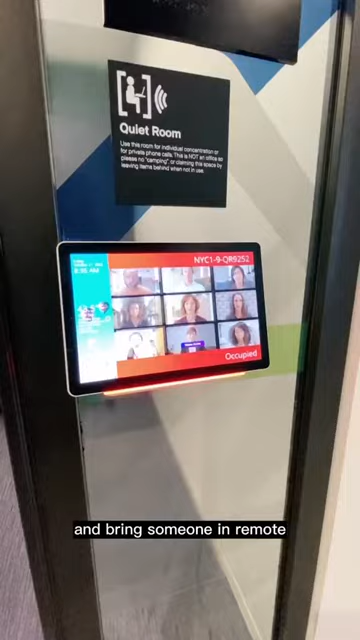 Quiet Room
Use this room for individual concentration or
for private phone calls. This is NOT an office so
please no "camping", or claiming this space by
leaving items behind when not in use.
NYC1-9-QR9252
Occupied
and bring someone in remote